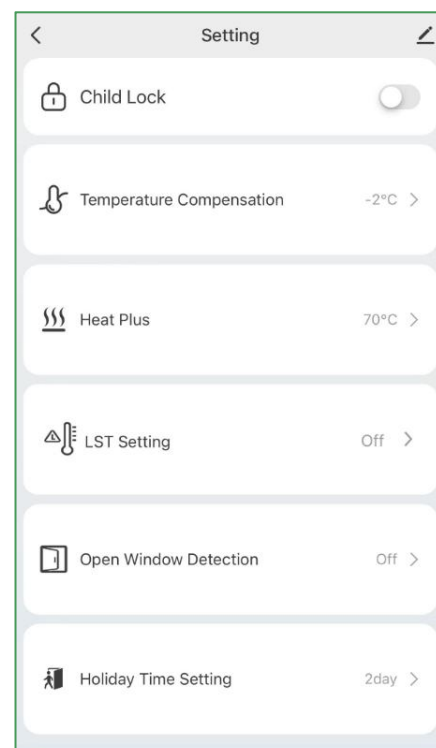 Setting
Child Lock
Temperature Compensation -2°C >
Heat Plus 70°C >
LST Setting Off >
Open Window Detection Off >
Holiday Time Setting 2day >